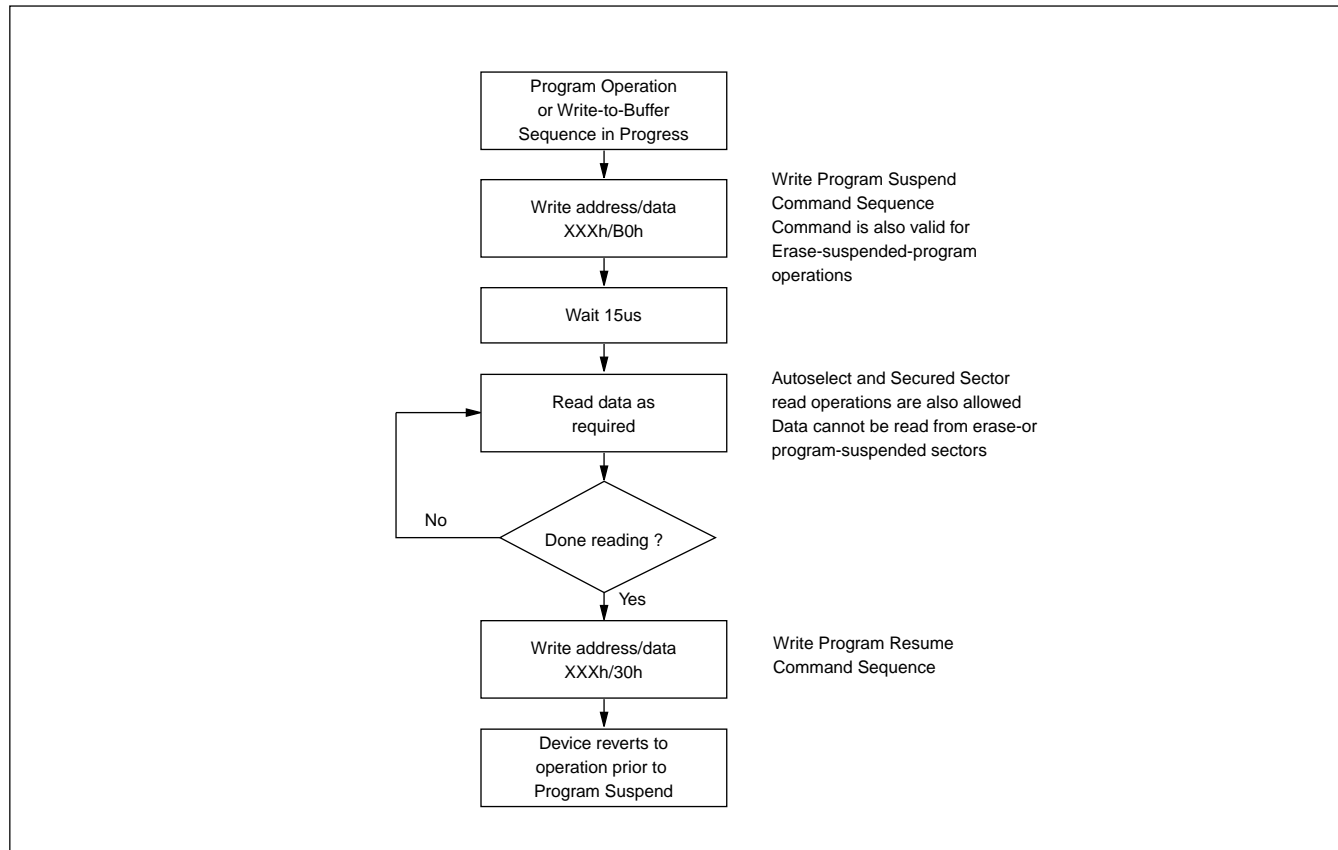 Program Operation
or Write-to-Buffer
Sequence in Progress
Write address/data
XXXh/B0h
Write Program Suspend
Command Sequence
Command is also valid for
Erase-suspended-program
operations
Wait 15us
Read data as
required
Autoselect and Secured Sector
read operations are also allowed
Data cannot be read from erase-or
program-suspended sectors
Done reading ?
No
Yes
Write address/data
XXXh/30h
Write Program Resume
Command Sequence
Device reverts to
operation prior to
Program Suspend